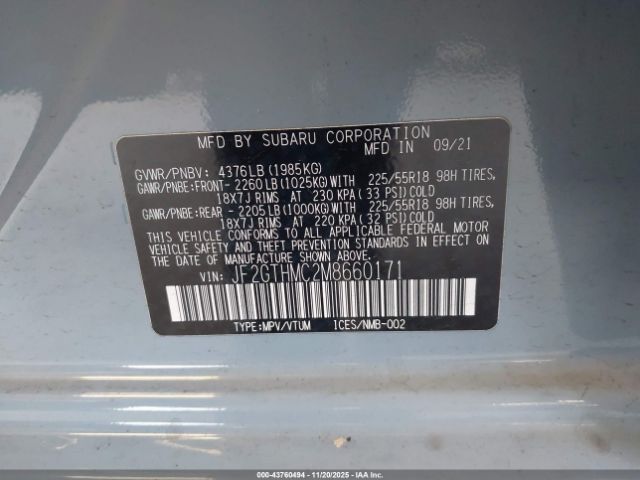 MFD BY SUBARU CORPORATION
MFD IN 09/21
GVWR/PNBV: 4376LB(1985KG)
GAWR/PNBE:FRONT- 2260LB(1025KG)WITH 225/55R18 98H TIRES,
18X7J RIMS AT 230 KPA (33 PSI)COLD
GAWR/PNBE:REAR - 2205LB(1000KG)WITH 225/55R18 98H TIRES,
18X7J RIMS AT 220 KPA (32 PSI)COLD
THIS VEHICLE CONFORMS TO ALL APPLICABLE FEDERAL MOTOR
VEHICLE SAFETY AND THEFT PREVENTION STANDARDS IN EFFECT
ON THE DATE OF MANUFACTURE SHOWN ABOVE.
VIN: JF2GTHMC2M8660171
TYPE:MPV/VTUM ICES/NMB-002
000-43760494 - 11/20/2025 - IAAI.COM